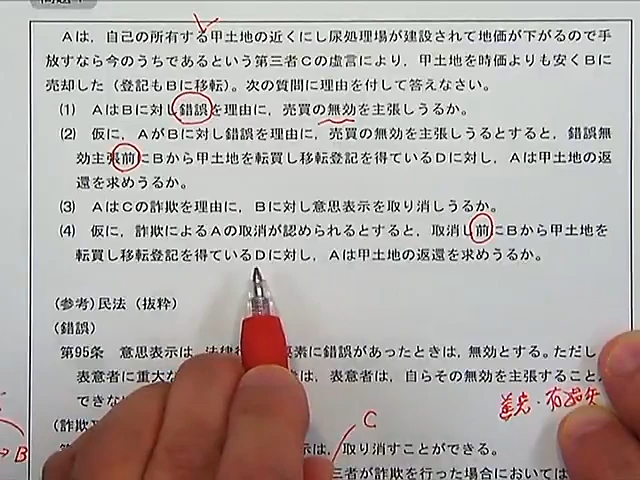 Aは，自己の所有する甲土地の近くにし尿処理場が建設されて地価が下がるので手
放すなら今のうちであるという第三者Cの虚言により，甲土地を時価よりも安くBに
売却した（登記もBに移転）。次の質問に理由を付して答えなさい。
(1) AはBに対し錯誤を理由に，売買の無効を主張しうるか。
(2) 仮に，AがBに対し錯誤を理由に，売買の無効を主張しうるとすると，錯誤無
効主張前にBから甲土地を転買し移転登記を得ているDに対し，Aは甲土地の返
還を求めうるか。
(3) AはCの詐欺を理由に，Bに対し意思表示を取り消しうるか。
(4) 仮に，詐欺によるAの取消が認められるとすると，取消し前にBから甲土地を
転買し移転登記を得ているDに対し，Aは甲土地の返還を求めうるか。
(参考)民法（抜粋）
(錯誤)
第95条 意思表示は，法律行 要素に錯誤があったときは，無効とする。ただし
表意者に重大な は，表意者は，自らその無効を主張すること
できな
善意・有過失
C
(詐欺
B
示は，取り消すことができる。
三者が詐欺を行った場合においては